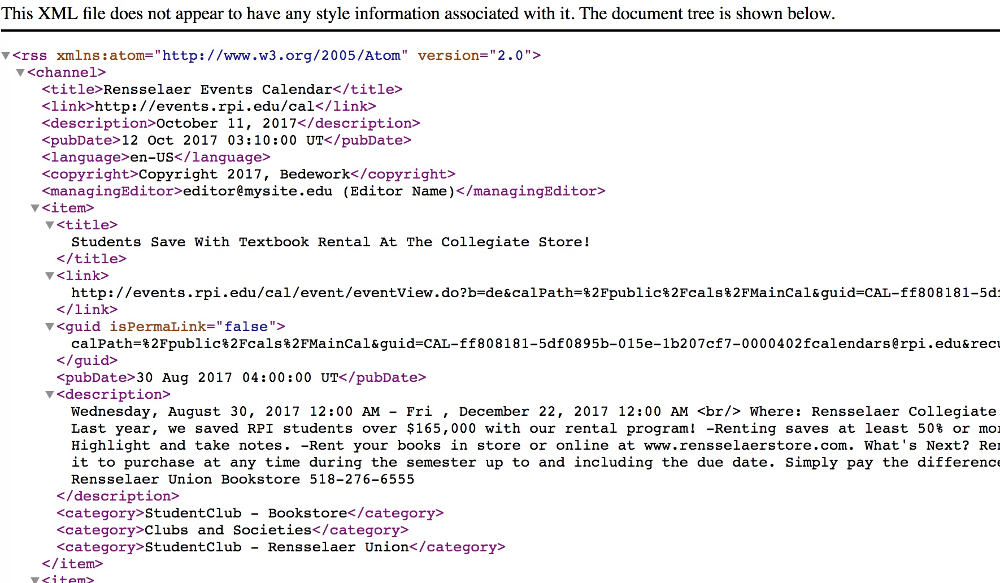 This XML file does not appear to have any style information associated with it. The document tree is shown below.
▼<rss xmlns:atom="http://www.w3.org/2005/Atom" version="2.0">
▼<channel>
<title>Rensselaer Events Calendar</title>
<link>http://events.rpi.edu/cal</link>
<description>October 11, 2017</description>
<pubDate>12 Oct 2017 03:10:00 UT</pubDate>
<language>en-US</language>
<copyright>Copyright 2017, Bedework</copyright>
<managingEditor>editor@mysite.edu (Editor Name)</managingEditor>
▼<item>
▼<title>
Students Save With Textbook Rental At The Collegiate Store!
</title>
▼<link>
http://events.rpi.edu/cal/event/eventView.do?b=de&calPath=%2Fpublic%2Fcals%2FMainCal&guid=CAL-ff808181-5d
</link>
▼<guid isPermaLink="false">
calPath=%2Fpublic%2Fcals%2FMainCal&guid=CAL-ff808181-5df0895b-015e-1b207cf7-0000402fcalendars@rpi.edu&rec
</guid>
<pubDate>30 Aug 2017 04:00:00 UT</pubDate>
▼<description>
Wednesday, August 30, 2017 12:00 AM - Fri , December 22, 2017 12:00 AM <br/> Where: Rensselaer Collegiate
Last year, we saved RPI students over $165,000 with our rental program! -Renting saves at least 50% or mo
Highlight and take notes. -Rent your books in store or online at www.rensselaerstore.com. What's Next? Re
it to purchase at any time during the semester up to and including the due date. Simply pay the difference
Rensselaer Union Bookstore 518-276-6555
</description>
<category>StudentClub - Bookstore</category>
<category>Clubs and Societies</category>
<category>StudentClub - Rensselaer Union</category>
</item>
▼<item>